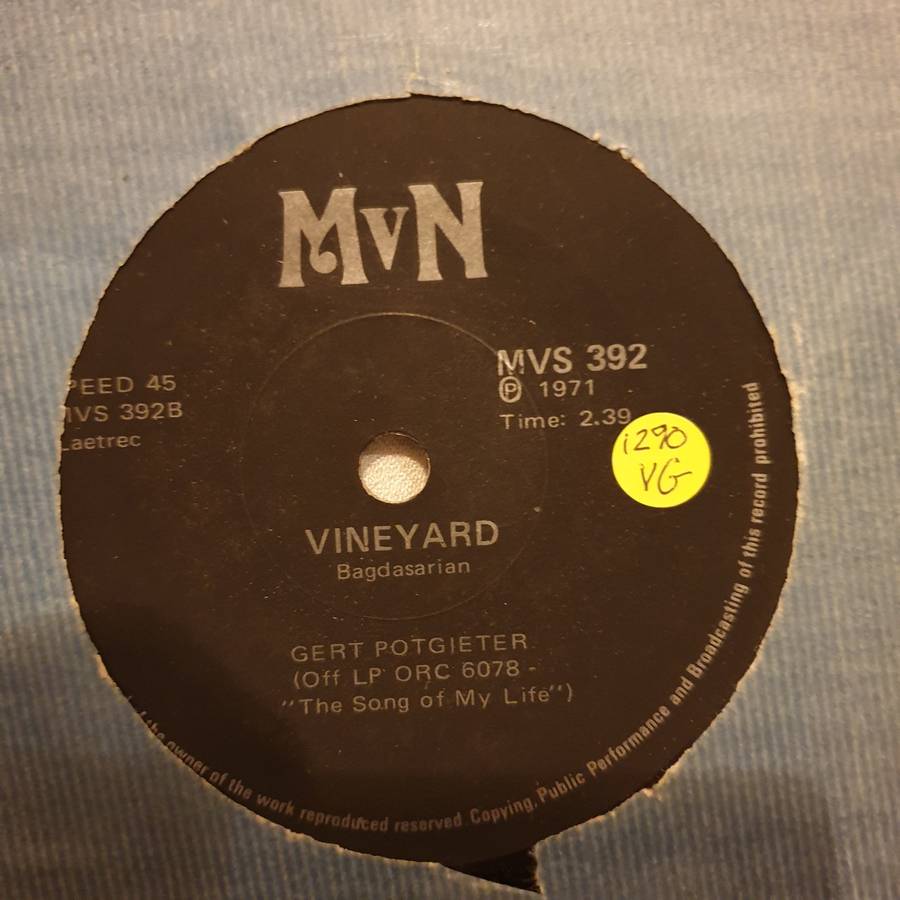 MVN
PEED 45
MVS 392B
Laetrec
MVS 392
Ⓟ 1971
Time: 2.39
1290
VG
VINEYARD
Bagdasarian
GERT POTGIETER
(Off LP ORC 6078 -
"The Song of My Life")
the owner of the work reproduced reserved. Copying, Public Performance and Broadcasting of this record prohibited